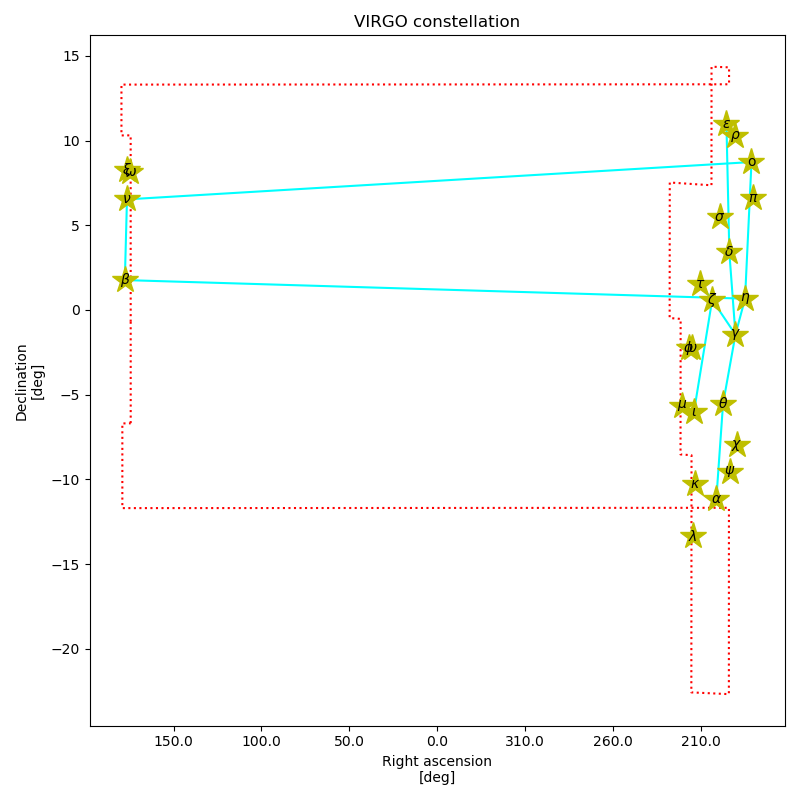 VIRGO constellation
15
10
5
0
−5
−10
−15
−20
Declination
[deg]
ε
ρ
ξ
ω
ο
ν
π
σ
δ
β
τ
ζ
η
γ
φ
υ
μ
ι
θ
χ
ψ
κ
α
λ
150.0 100.0 50.0 0.0 310.0 260.0 210.0
Right ascension
[deg]